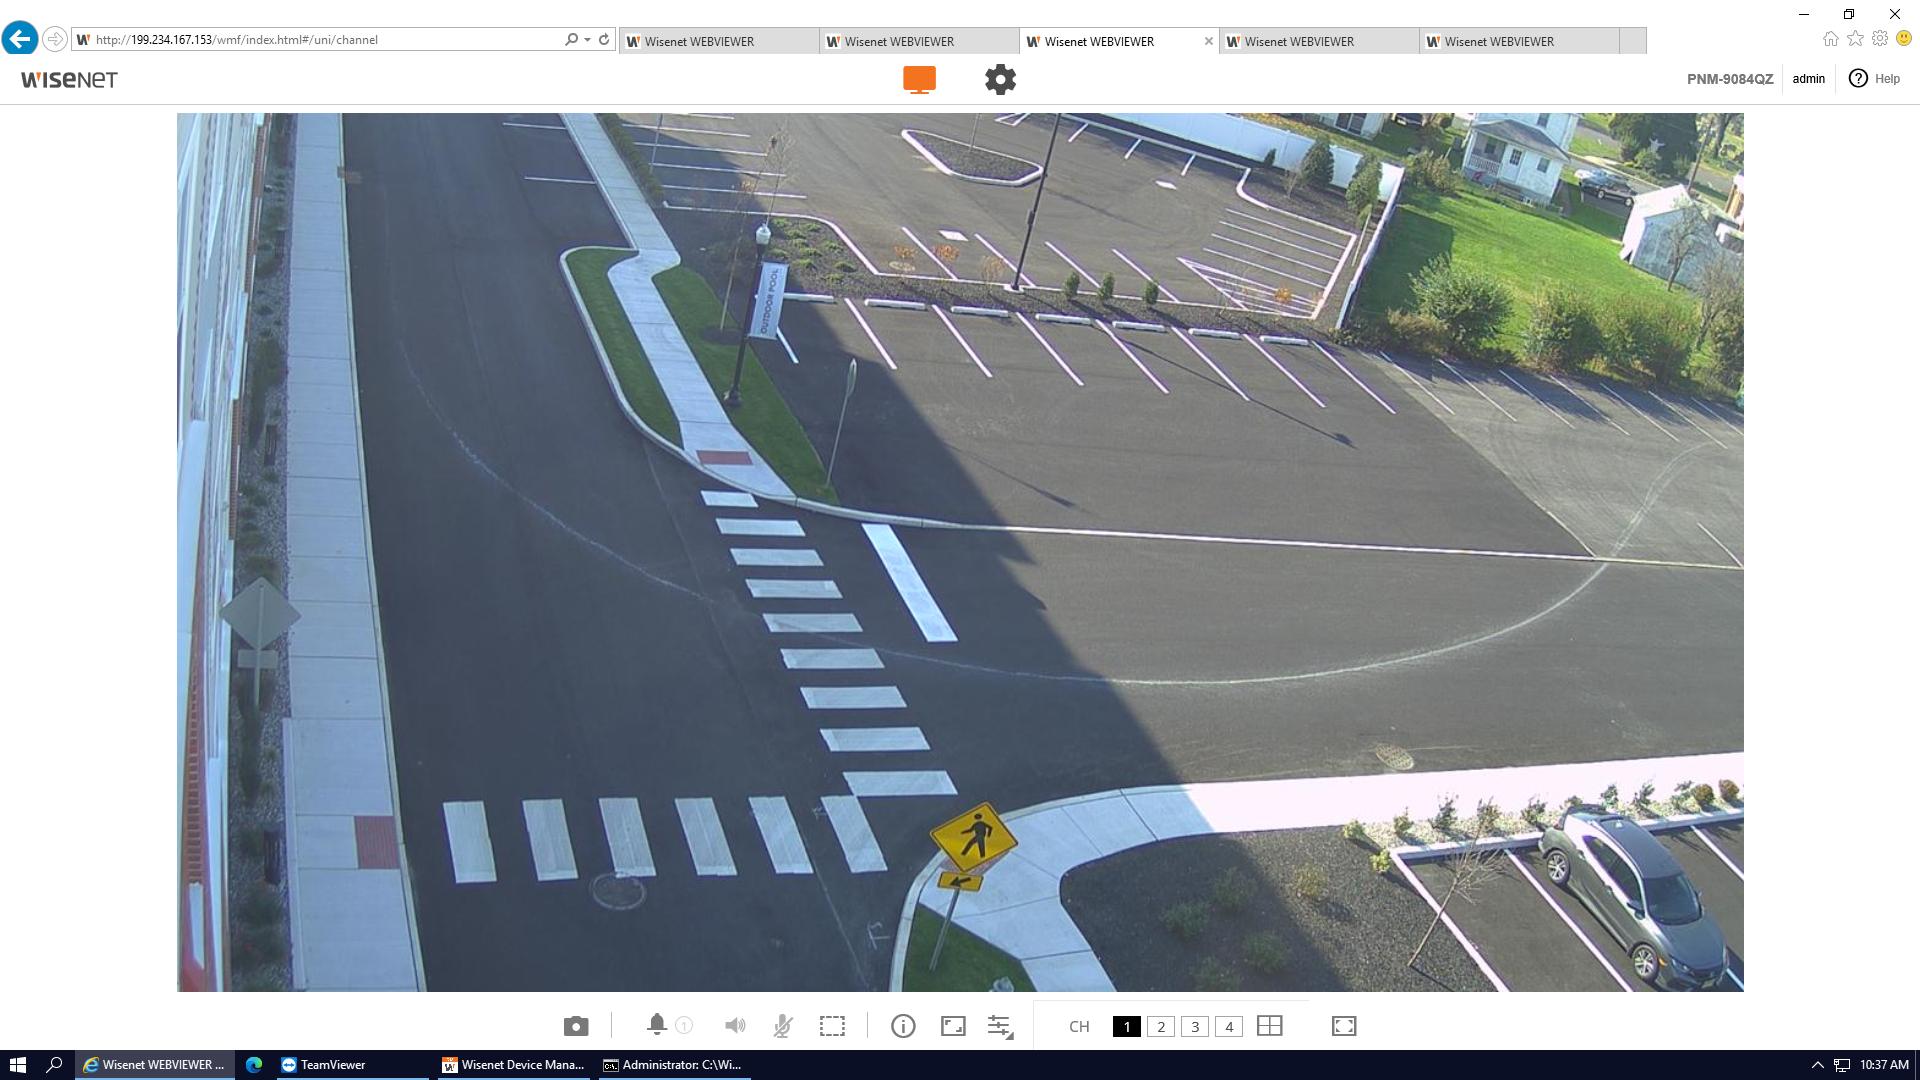 http://199.234.167.153/wmf/index.html#/uni/channel
Wisenet WEBVIEWER
Wisenet WEBVIEWER
Wisenet WEBVIEWER
Wisenet WEBVIEWER
Wisenet WEBVIEWER
WISENET
PNM-9084QZ
admin
Help
OUTDOOR POOL
1
CH
1
2
3
4
Wisenet WEBVIEWER ...
TeamViewer
Wisenet Device Mana...
Administrator: C:\Wi...
10:37 AM